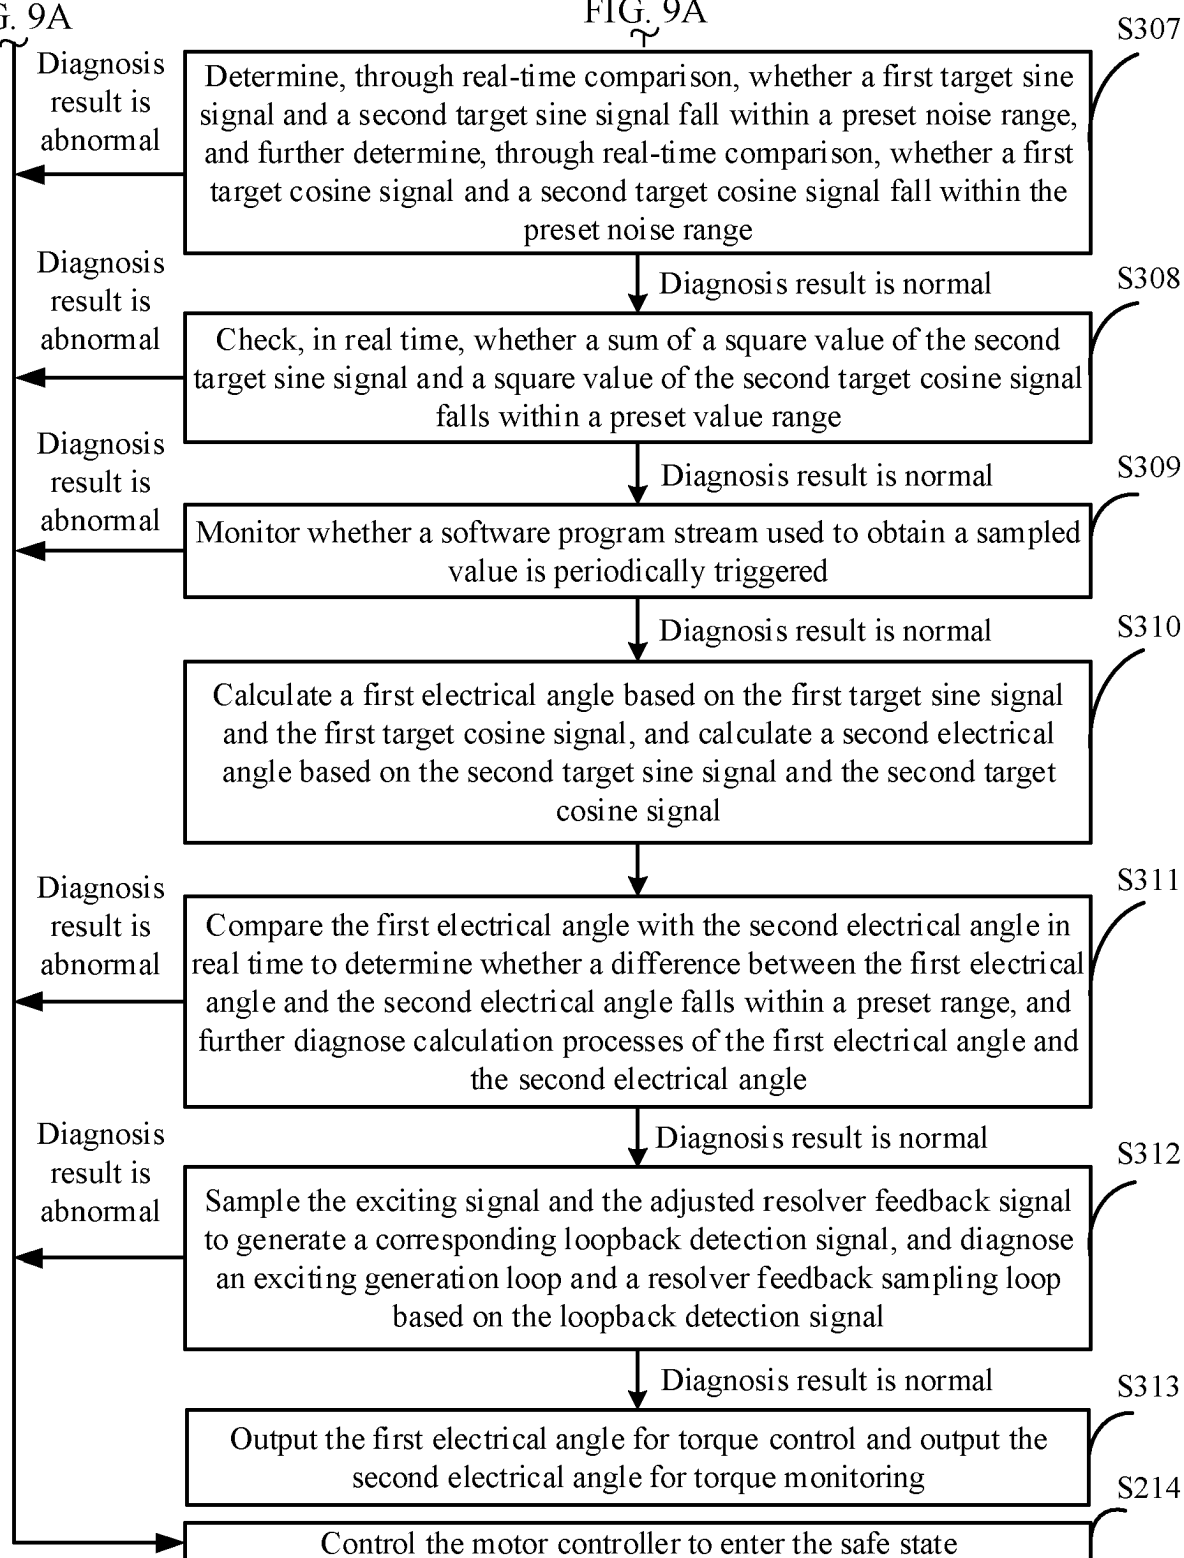 G. 9A
FIG. 9A
S307
Diagnosis
result is
abnormal
Determine, through real-time comparison, whether a first target sine
signal and a second target sine signal fall within a preset noise range,
and further determine, through real-time comparison, whether a first
target cosine signal and a second target cosine signal fall within the
preset noise range
Diagnosis result is normal
S308
Diagnosis
result is
abnormal
Check, in real time, whether a sum of a square value of the second
target sine signal and a square value of the second target cosine signal
falls within a preset value range
Diagnosis result is normal
S309
Diagnosis
result is
abnormal
Monitor whether a software program stream used to obtain a sampled
value is periodically triggered
Diagnosis result is normal
S310
Calculate a first electrical angle based on the first target sine signal
and the first target cosine signal, and calculate a second electrical
angle based on the second target sine signal and the second target
cosine signal
S311
Diagnosis
result is
abnormal
Compare the first electrical angle with the second electrical angle in
real time to determine whether a difference between the first electrical
angle and the second electrical angle falls within a preset range, and
further diagnose calculation processes of the first electrical angle and
the second electrical angle
Diagnosis result is normal
S312
Diagnosis
result is
abnormal
Sample the exciting signal and the adjusted resolver feedback signal
to generate a corresponding loopback detection signal, and diagnose
an exciting generation loop and a resolver feedback sampling loop
based on the loopback detection signal
Diagnosis result is normal
S313
Output the first electrical angle for torque control and output the
second electrical angle for torque monitoring
S214
Control the motor controller to enter the safe state